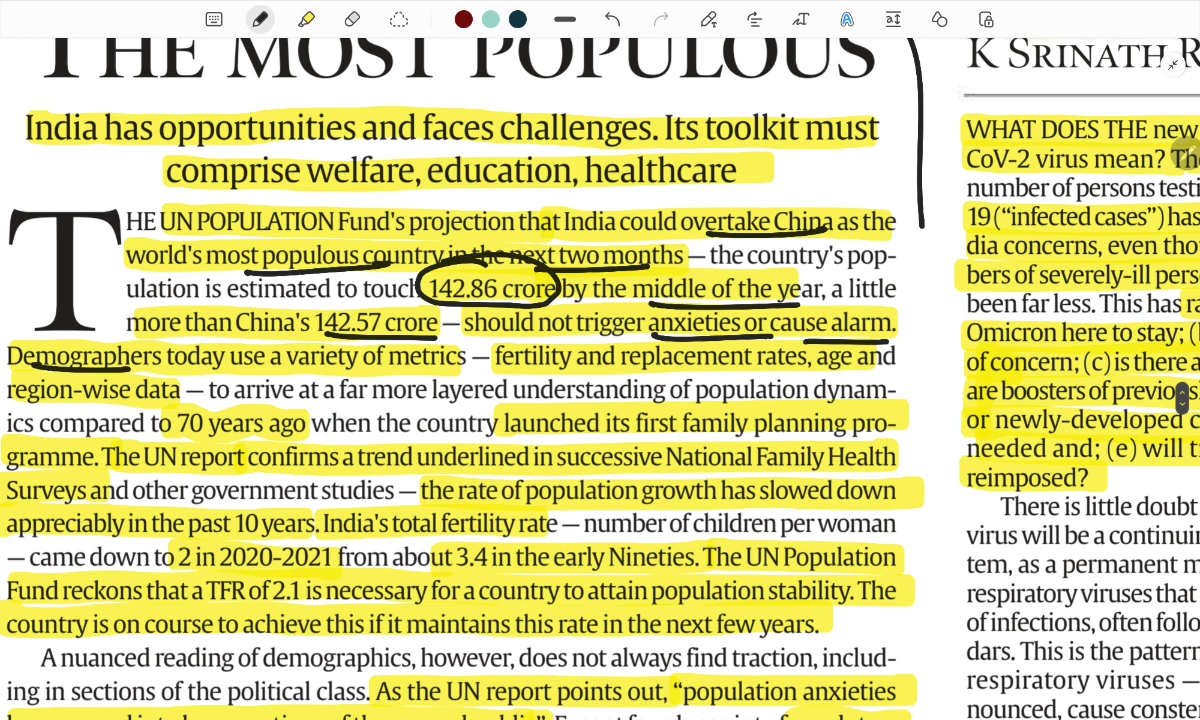 THE MOST POPULOUS
India has opportunities and faces challenges. Its toolkit must
comprise welfare, education, healthcare
THE UN POPULATION Fund's projection that India could overtake China as the
world's most populous country in the next two months — the country's pop-
ulation is estimated to touch 142.86 crore by the middle of the year, a little
more than China's 142.57 crore — should not trigger anxieties or cause alarm.
Demographers today use a variety of metrics — fertility and replacement rates, age and
region-wise data — to arrive at a far more layered understanding of population dynam-
ics compared to 70 years ago when the country launched its first family planning pro-
gramme. The UN report confirms a trend underlined in successive National Family Health
Surveys and other government studies — the rate of population growth has slowed down
appreciably in the past 10 years. India's total fertility rate — number of children per woman
— came down to 2 in 2020-2021 from about 3.4 in the early Nineties. The UN Population
Fund reckons that a TFR of 2.1 is necessary for a country to attain population stability. The
country is on course to achieve this if it maintains this rate in the next few years.
A nuanced reading of demographics, however, does not always find traction, includ-
ing in sections of the political class. As the UN report points out, “population anxieties
K SRINATH R
WHAT DOES THE new
CoV-2 virus mean? The
number of persons testi
19 (“infected cases”) has
dia concerns, even thou
bers of severely-ill pers
been far less. This has ra
Omicron here to stay; (
of concern; (c) is there a
are boosters of previo
or newly-developed c
needed and; (e) will t
reimposed?
There is little doubt
virus will be a continui
tem, as a permanent m
respiratory viruses that
of infections, often follo
dars. This is the pattern
respiratory viruses —
nounced, cause conste